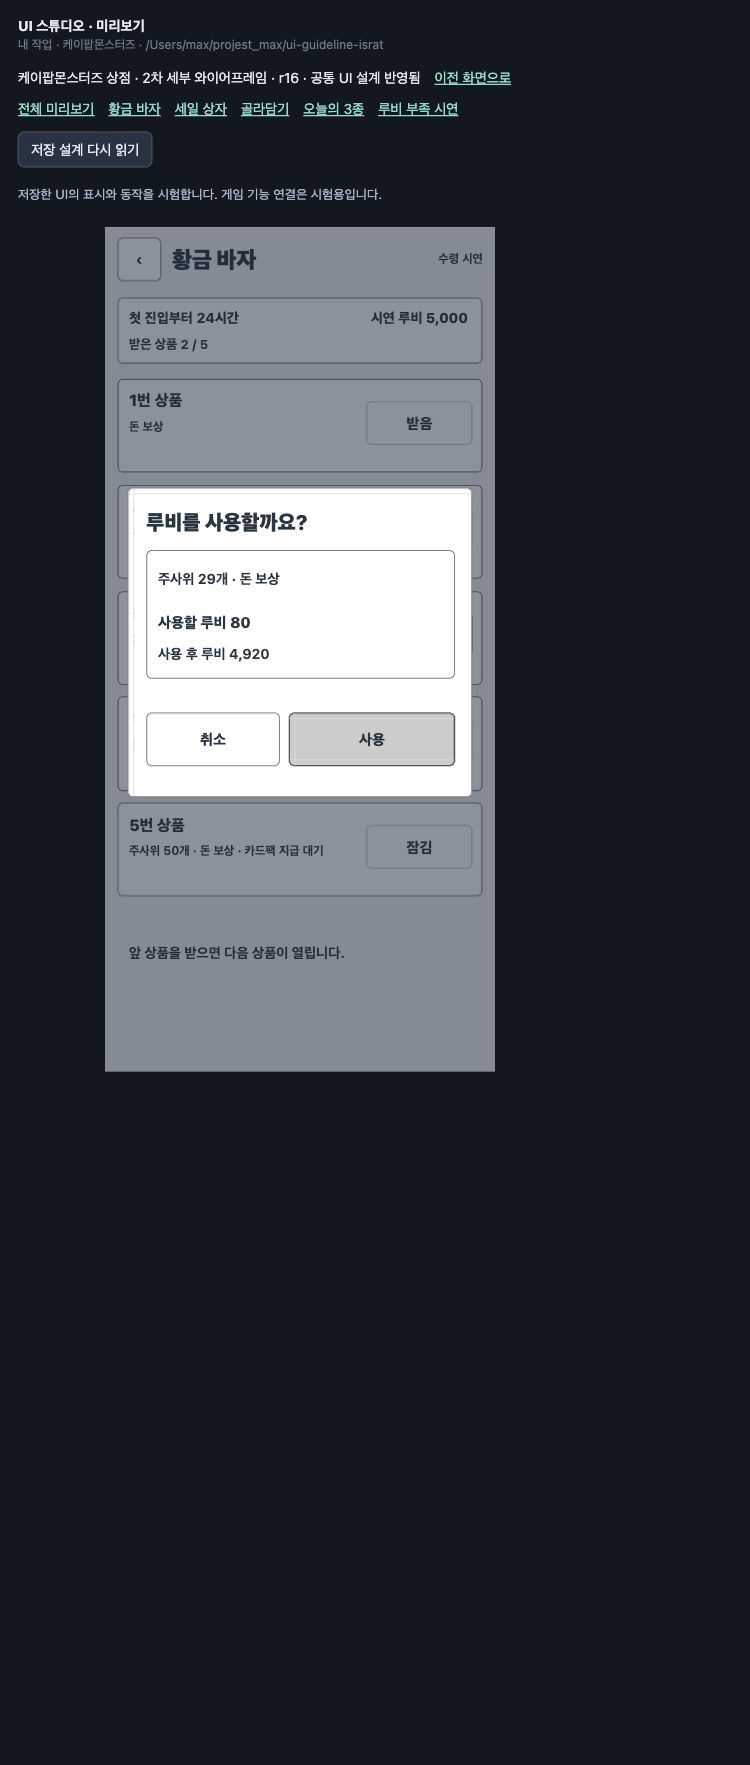 UI 스튜디오 · 미리보기
내 작업 · 케이팝몬스터즈 · /Users/max/projest_max/ui-guideline-israt
케이팝몬스터즈 상점 · 2차 세부 와이어프레임 · r16 · 공통 UI 설계 반영됨 이전 화면으로
전체 미리보기 황금 바자 세일 상자 골라담기 오늘의 3종 루비 부족 시연
저장 설계 다시 읽기
저장한 UI의 표시와 동작을 시험합니다. 게임 기능 연결은 시험용입니다.
‹ 황금 바자 수령 시연
첫 진입부터 24시간 시연 루비 5,000
받은 상품 2 / 5
1번 상품
돈 보상
받음
루비를 사용할까요?
주사위 29개 · 돈 보상
사용할 루비 80
사용 후 루비 4,920
취소 사용
5번 상품
주사위 50개 · 돈 보상 · 카드팩 지급 대기
잠김
앞 상품을 받으면 다음 상품이 열립니다.